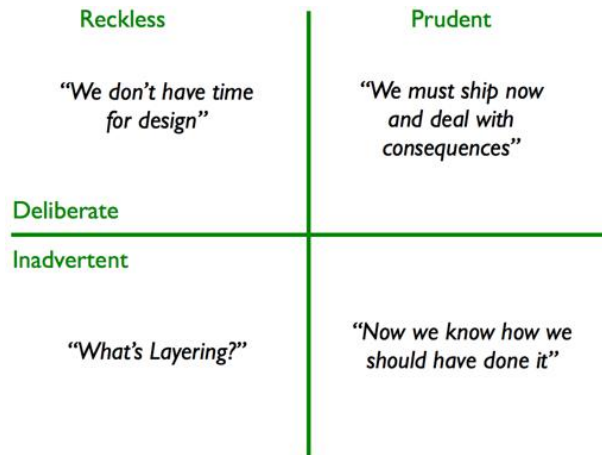 Reckless
Prudent
“We don’t have time
for design”
“We must ship now
and deal with
consequences”
Deliberate
Inadvertent
“What’s Layering?”
“Now we know how we
should have done it”